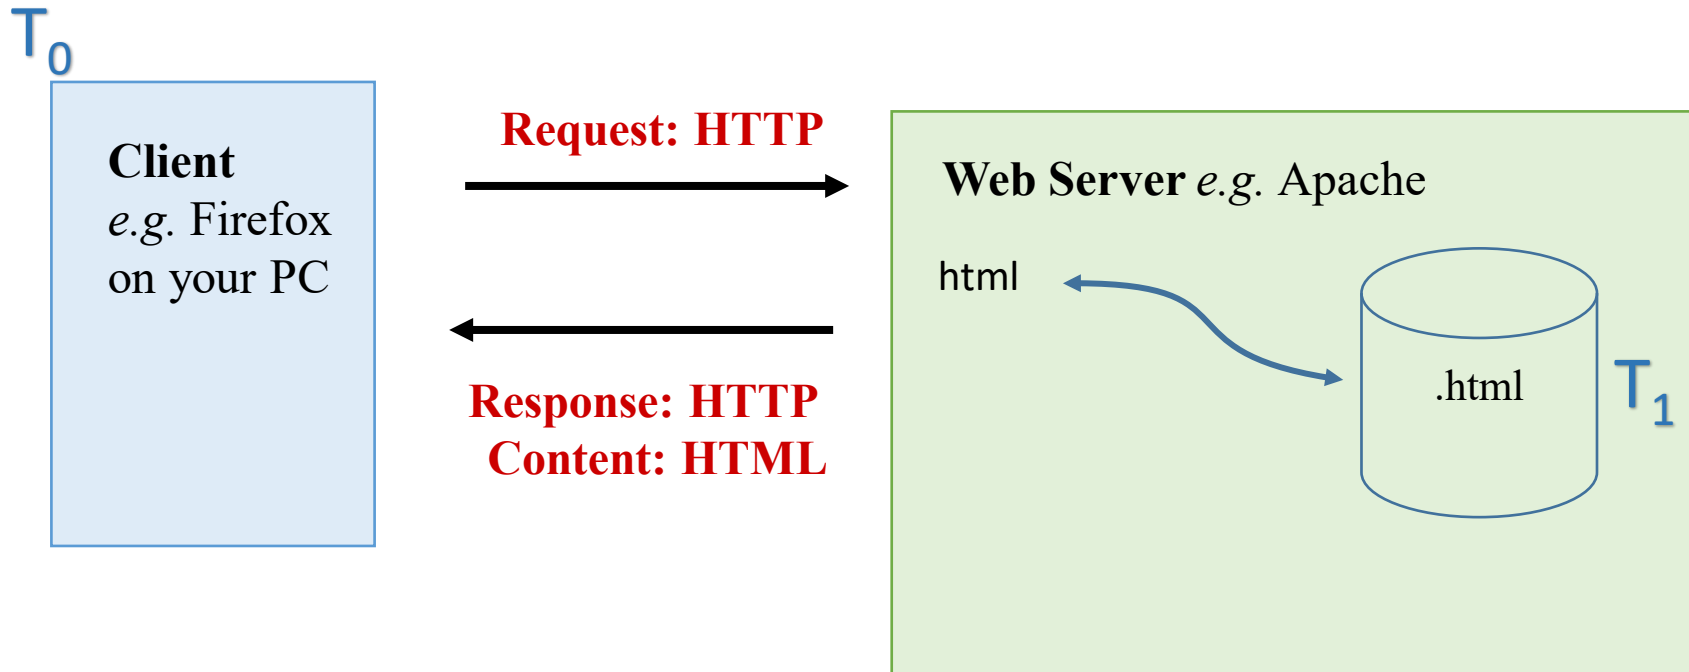 T0
Client
e.g. Firefox
on your PC
Request: HTTP
Response: HTTP
Content: HTML
Web Server e.g. Apache
html
.html
T1